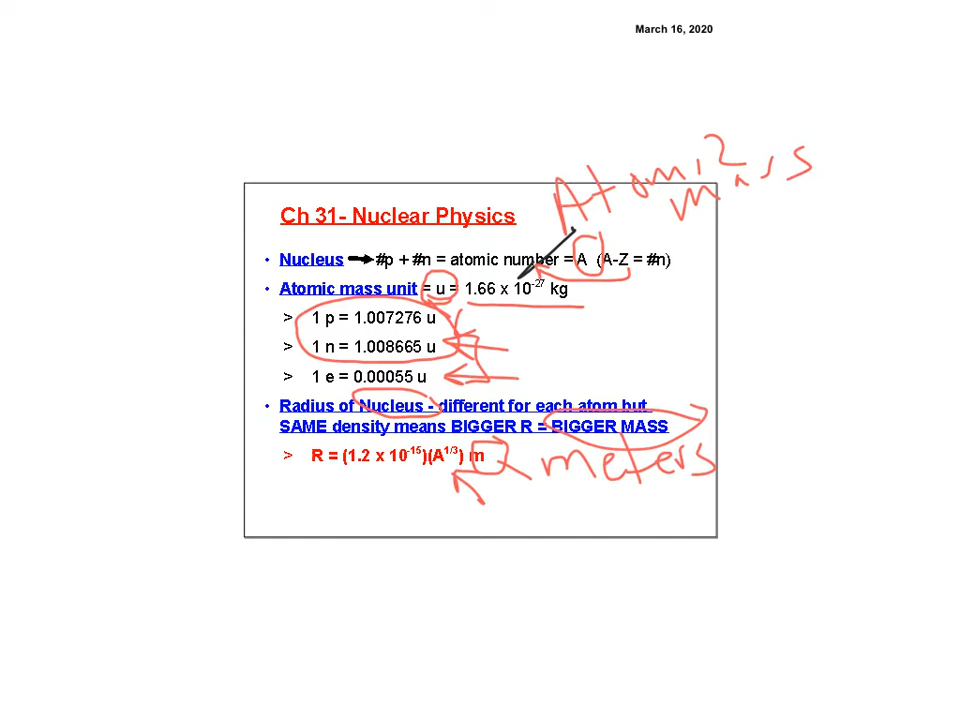 March 16, 2020
Atomic
mass
Ch 31- Nuclear Physics
• Nucleus → #p + #n = atomic number = A (A-Z = #n)
• Atomic mass unit = u = 1.66 x 10⁻²⁷ kg
> 1 p = 1.007276 u
> 1 n = 1.008665 u
> 1 e = 0.00055 u
• Radius of Nucleus - different for each atom but
SAME density means BIGGER R = BIGGER MASS
> R = (1.2 x 10⁻¹⁵)(A¹/³) m
meters